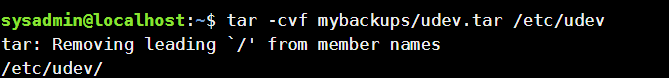 sysadmin@localhost:~$ tar -cvf mybackups/udev.tar /etc/udev
tar: Removing leading `/' from member names
/etc/udev/